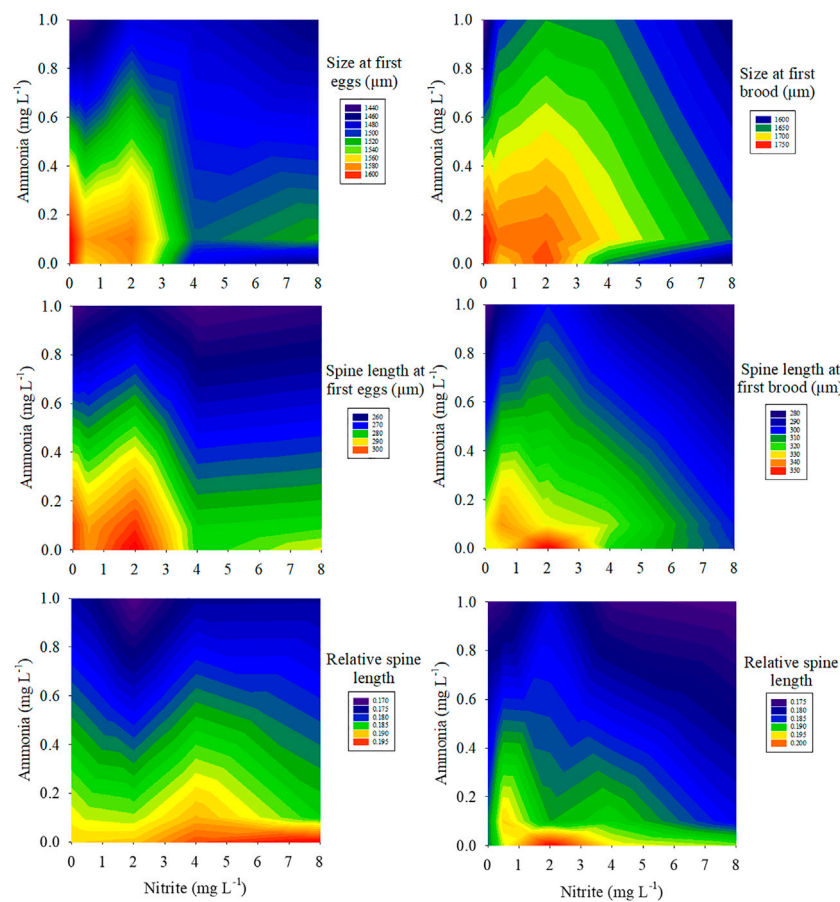 1.0
0.8
0.6
0.4
0.2
0.0
Ammonia (mg L⁻¹)
0 1 2 3 4 5 6 7 8
Size at first
eggs (µm)
1440
1460
1480
1500
1520
1540
1560
1580
1600
1.0
0.8
0.6
0.4
0.2
0.0
Ammonia (mg L⁻¹)
0 1 2 3 4 5 6 7 8
Size at first
brood (µm)
1600
1650
1700
1750
1.0
0.8
0.6
0.4
0.2
0.0
Ammonia (mg L⁻¹)
0 1 2 3 4 5 6 7 8
Spine length at
first eggs (µm)
260
270
280
290
300
1.0
0.8
0.6
0.4
0.2
0.0
Ammonia (mg L⁻¹)
0 1 2 3 4 5 6 7 8
Spine length at
first brood (µm)
280
290
300
310
320
330
340
350
1.0
0.8
0.6
0.4
0.2
0.0
Ammonia (mg L⁻¹)
0 1 2 3 4 5 6 7 8
Nitrite (mg L⁻¹)
Relative spine
length
0.170
0.175
0.180
0.185
0.190
0.195
1.0
0.8
0.6
0.4
0.2
0.0
Ammonia (mg L⁻¹)
0 1 2 3 4 5 6 7 8
Nitrite (mg L⁻¹)
Relative spine
length
0.175
0.180
0.185
0.190
0.195
0.200